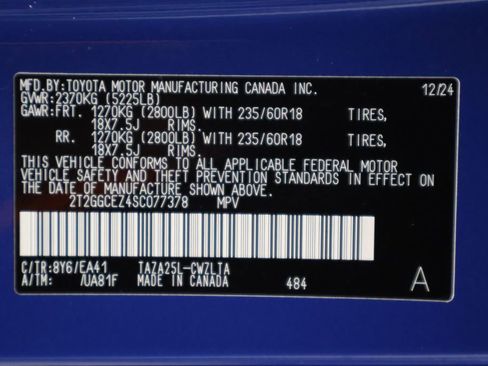 MFD.BY:TOYOTA MOTOR MANUFACTURING CANADA INC. 12/24
GVWR:2370KG (5225LB)
GAWR:FRT. 1270KG (2800LB) WITH 235/60R18 TIRES,
18X7.5J RIMS.
RR. 1270KG (2800LB) WITH 235/60R18 TIRES,
18X7.5J RIMS.
THIS VEHICLE CONFORMS TO ALL APPLICABLE FEDERAL MOTOR
VEHICLE SAFETY AND THEFT PREVENTION STANDARDS IN EFFECT ON
THE DATE OF MANUFACTURE SHOWN ABOVE.
2T2GGCEZ4SC077378 MPV
C/TR:8Y6/EA41 TAZA25L-CWZLTA
A/TM: /UA81F MADE IN CANADA 484 A